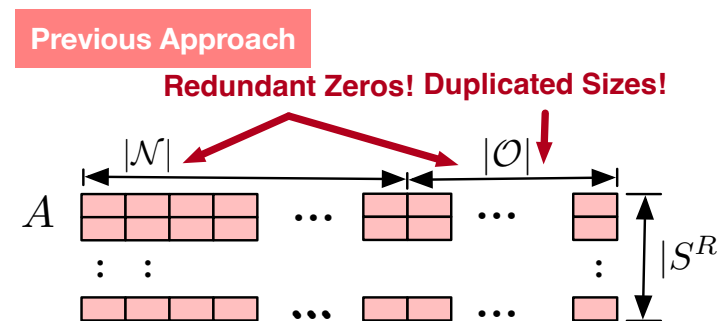 Previous Approach
Redundant Zeros! Duplicated Sizes!
|𝒩| |𝒪|
A ... ...
: : : |S^R
... ...